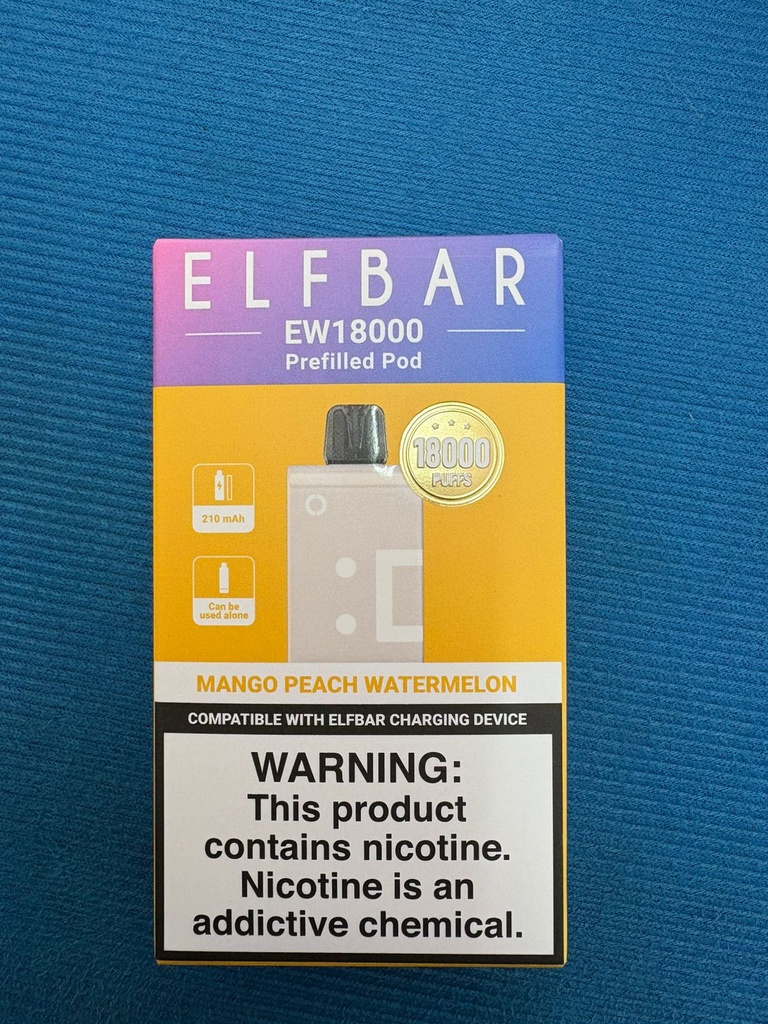 ELFBAR
EW18000
Prefilled Pod
18000
PUFFS
210 mAh
Can be
used alone
MANGO PEACH WATERMELON
COMPATIBLE WITH ELFBAR CHARGING DEVICE
WARNING:
This product
contains nicotine.
Nicotine is an
addictive chemical.